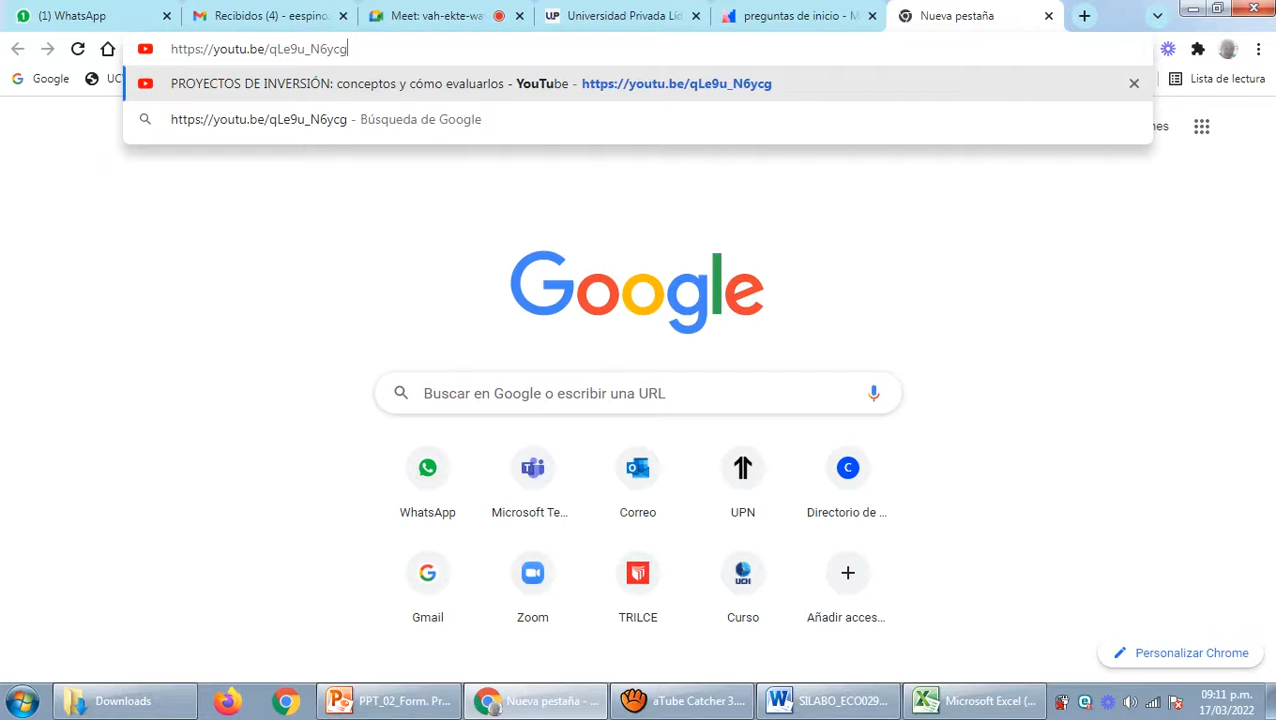 WhatsApp
Recibidos (4) - eespino
Meet: vah-ekte-wa
UP Universidad Privada Líd
preguntas de inicio - M
Nueva pestaña
https://youtu.be/qLe9u_N6ycg
Google
UC
Lista de lectura
PROYECTOS DE INVERSIÓN: conceptos y cómo evaluarlos - YouTube - https://youtu.be/qLe9u_N6ycg
https://youtu.be/qLe9u_N6ycg - Búsqueda de Google
nes
Google
Buscar en Google o escribir una URL
C
WhatsApp
Microsoft Te...
Correo
UPN
Directorio de ...
UCH
Gmail
Zoom
TRILCE
Curso
Añadir acces...
Personalizar Chrome
Downloads
PPT_02_Form. Pr...
Nueva pestaña - ...
aTube Catcher 3....
SILABO_ECO029...
Microsoft Excel (...
09:11 p.m.
17/03/2022